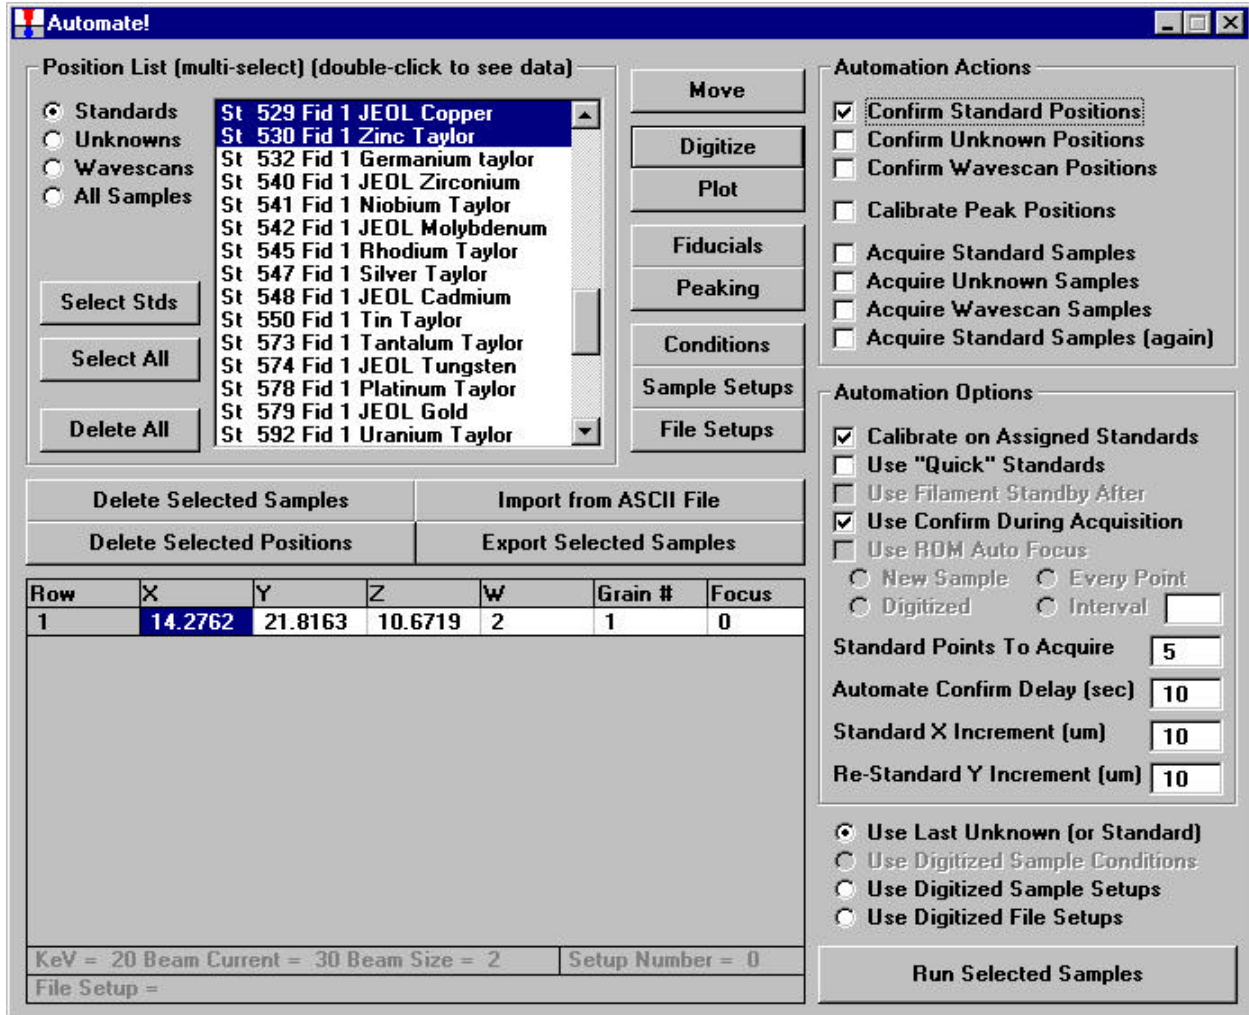 Automate!
Position List (multi-select) (double-click to see data)
Standards
Unknowns
Wavescans
All Samples
Select Stds
Select All
Delete All
St 529 Fid 1 JEOL Copper
St 530 Fid 1 Zinc Taylor
St 532 Fid 1 Germanium taylor
St 540 Fid 1 JEOL Zirconium
St 541 Fid 1 Niobium Taylor
St 542 Fid 1 JEOL Molybdenum
St 545 Fid 1 Rhodium Taylor
St 547 Fid 1 Silver Taylor
St 548 Fid 1 JEOL Cadmium
St 550 Fid 1 Tin Taylor
St 573 Fid 1 Tantalum Taylor
St 574 Fid 1 JEOL Tungsten
St 578 Fid 1 Platinum Taylor
St 579 Fid 1 JEOL Gold
St 592 Fid 1 Uranium Taylor
Move
Digitize
Plot
Fiducials
Peaking
Conditions
Sample Setups
File Setups
Delete Selected Samples
Import from ASCII File
Delete Selected Positions
Export Selected Samples
Row X Y Z W Grain # Focus
1 14.2762 21.8163 10.6719 2 1 0
KeV = 20 Beam Current = 30 Beam Size = 2
Setup Number = 0
File Setup =
Automation Actions
Confirm Standard Positions
Confirm Unknown Positions
Confirm Wavescan Positions
Calibrate Peak Positions
Acquire Standard Samples
Acquire Unknown Samples
Acquire Wavescan Samples
Acquire Standard Samples (again)
Automation Options
Calibrate on Assigned Standards
Use "Quick" Standards
Use Filament Standby After
Use Confirm During Acquisition
Use ROM Auto Focus
New Sample Every Point
Digitized Interval
Standard Points To Acquire 5
Automate Confirm Delay (sec) 10
Standard X Increment (um) 10
Re-Standard Y Increment (um) 10
Use Last Unknown (or Standard)
Use Digitized Sample Conditions
Use Digitized Sample Setups
Use Digitized File Setups
Run Selected Samples